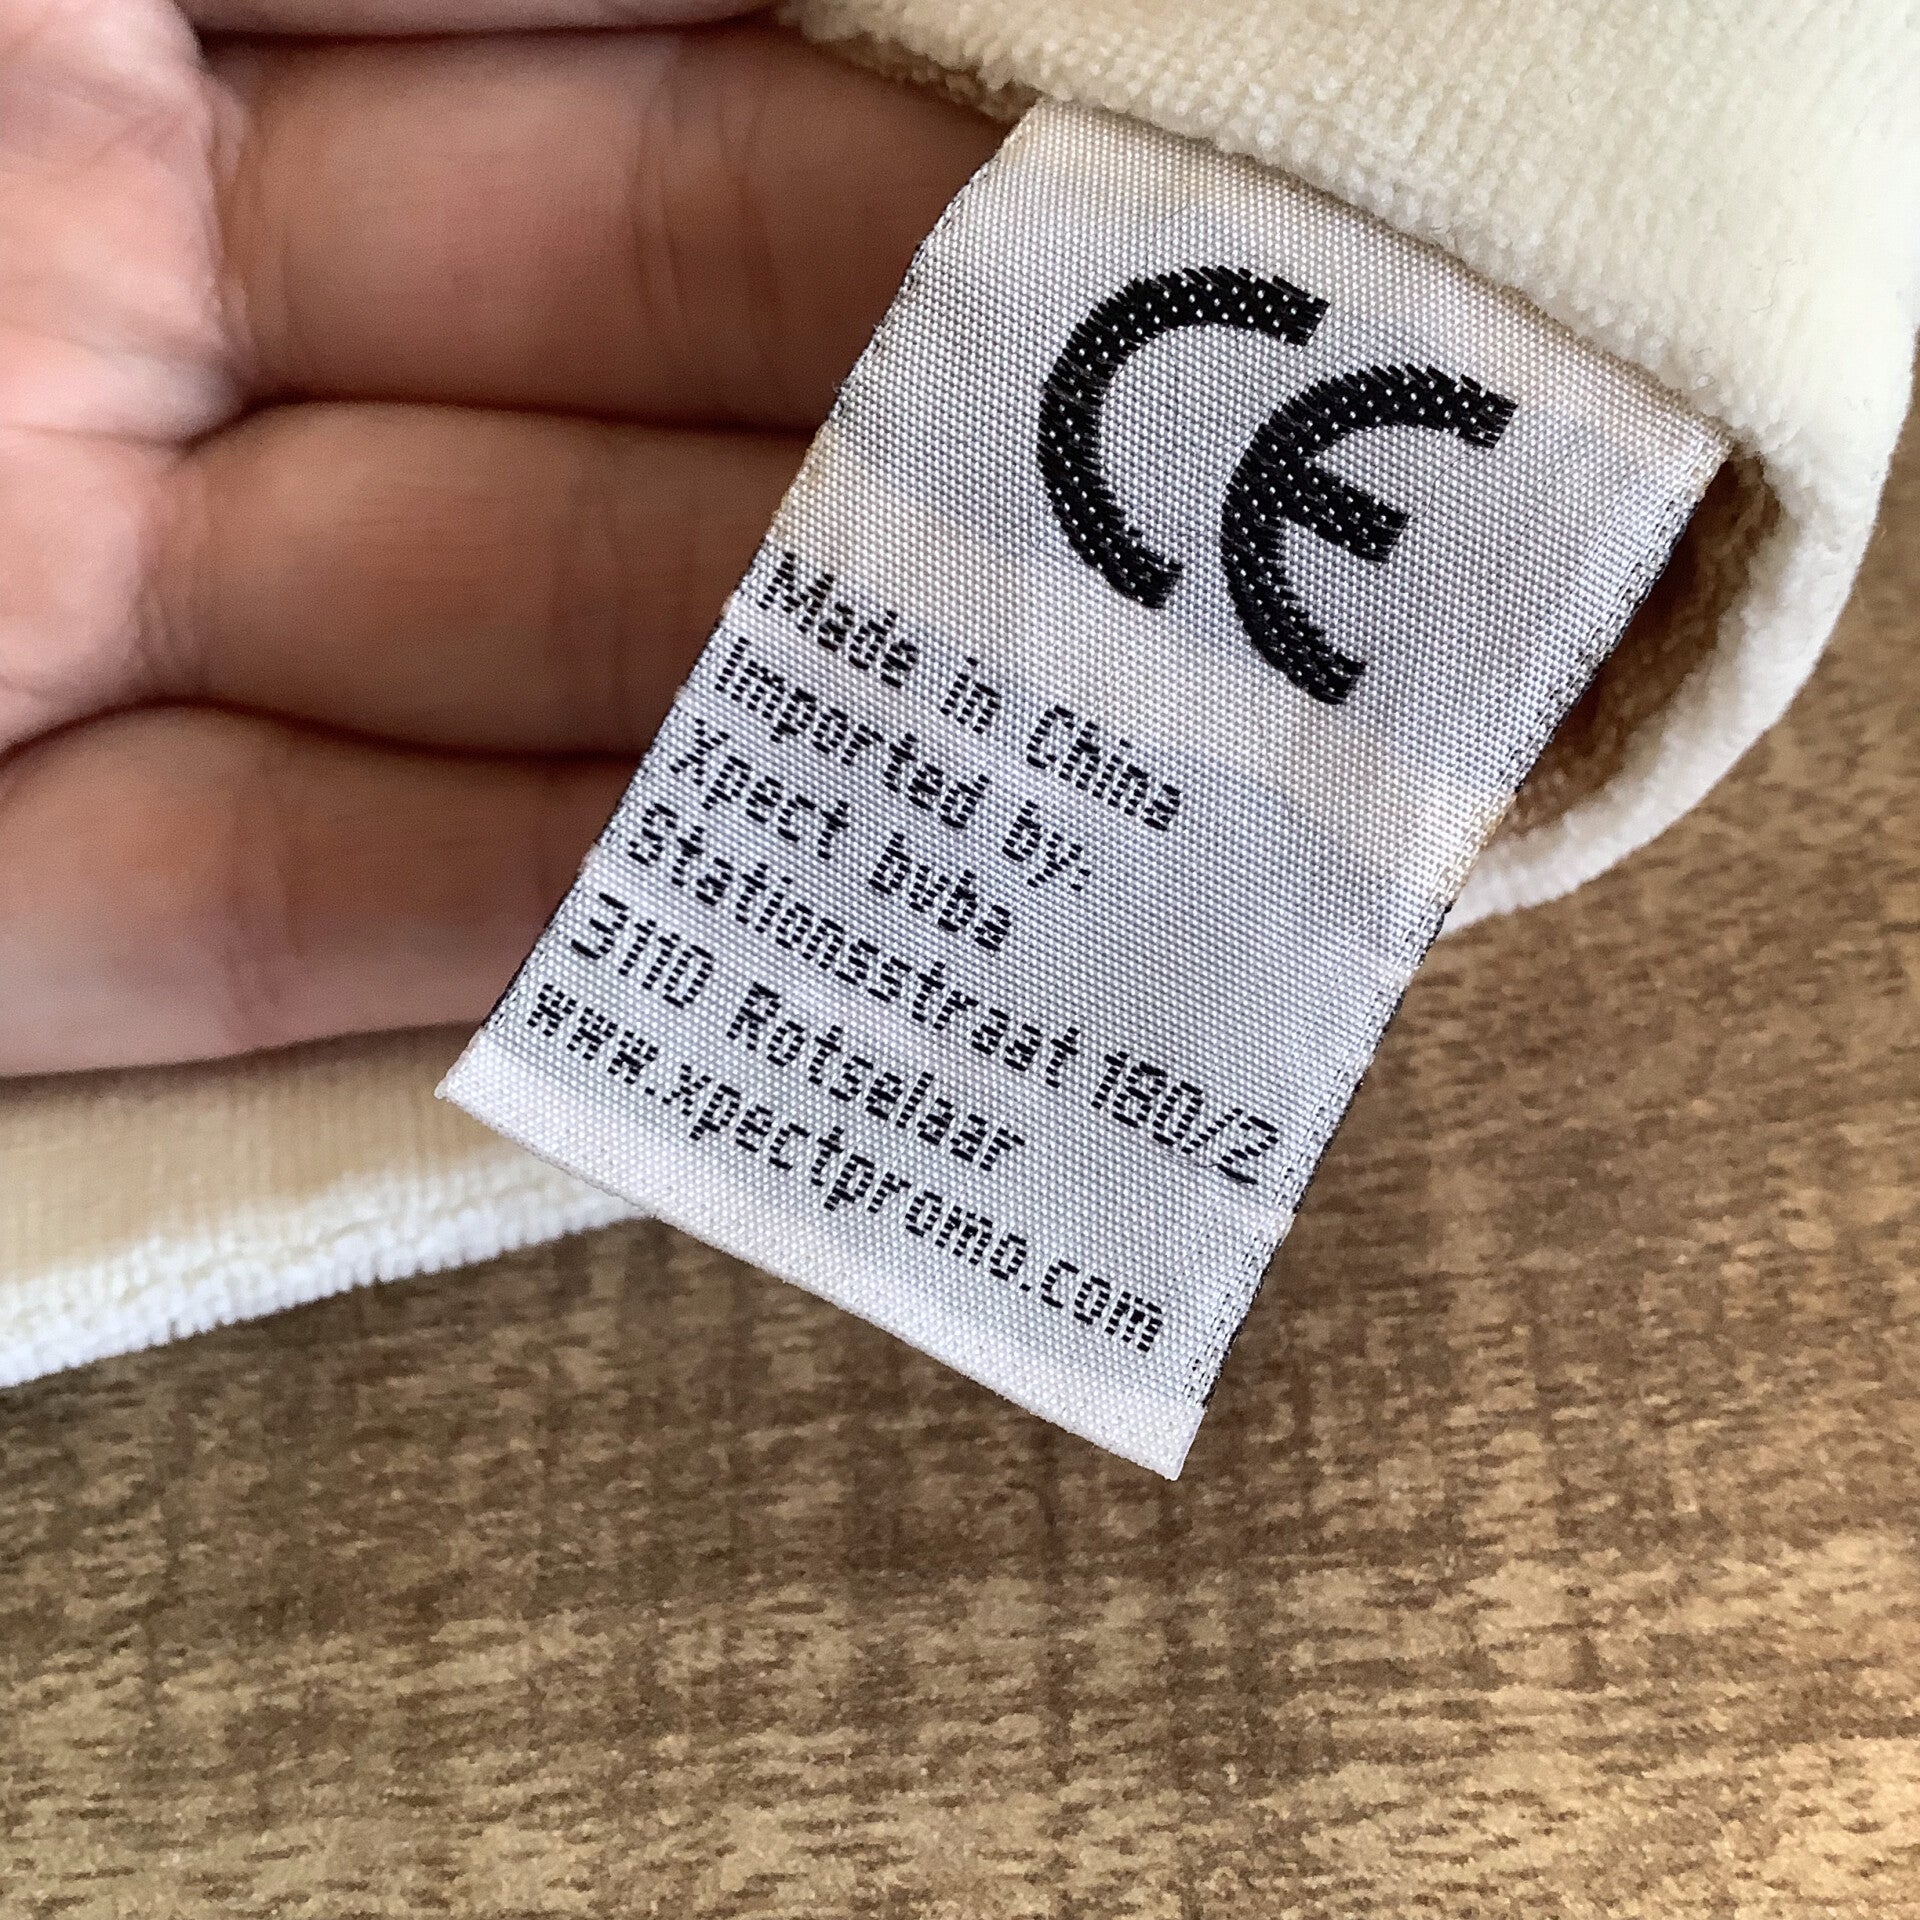 CE
Made in China
Imported by:
Xpect bvba
Stationsstraat 180/2
3110 Rotselaar
www.xpectpromo.com